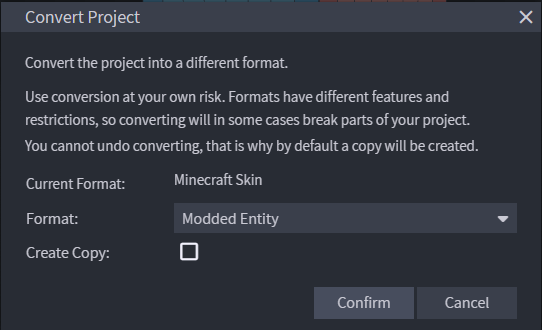 Convert Project
Convert the project into a different format.
Use conversion at your own risk. Formats have different features and
restrictions, so converting will in some cases break parts of your project.
You cannot undo converting, that is why by default a copy will be created.
Current Format: Minecraft Skin
Format: Modded Entity
Create Copy:
Confirm Cancel